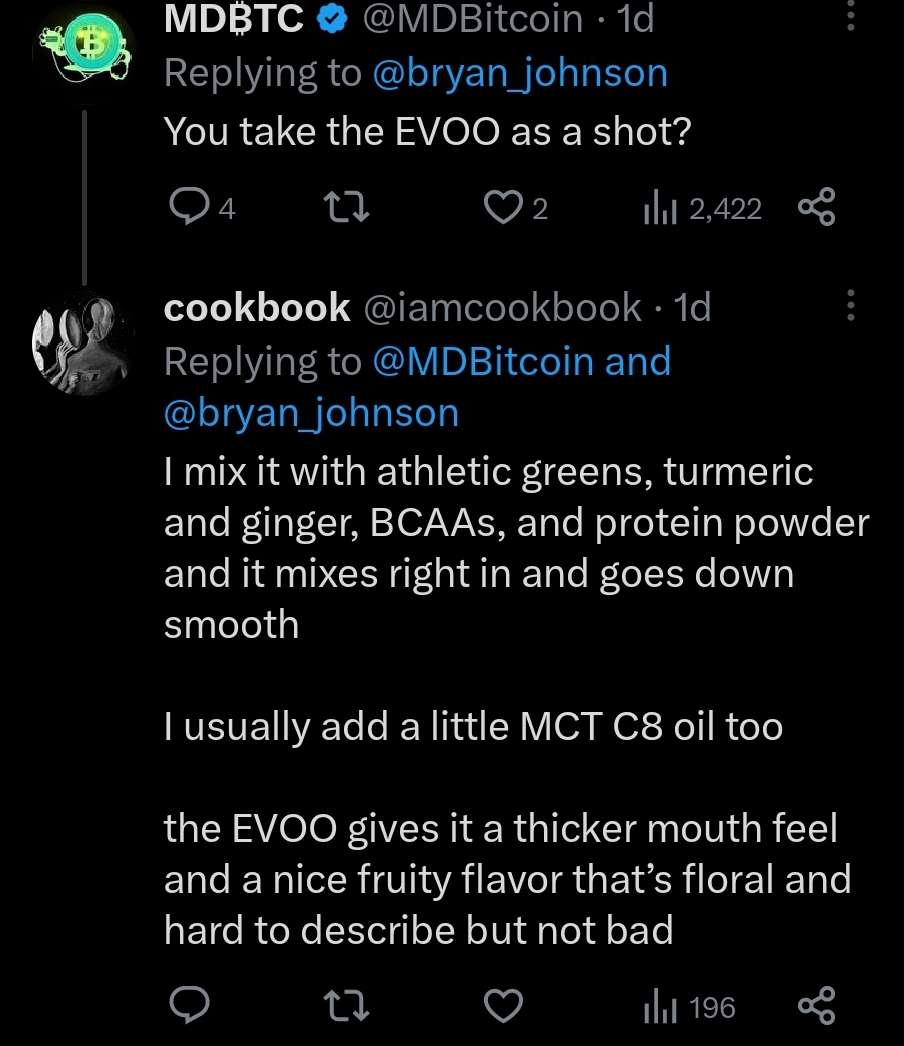 MD₿TC @MDBitcoin · 1d
Replying to @bryan_johnson
You take the EVOO as a shot?
4 2 2,422
cookbook @iamcookbook · 1d
Replying to @MDBitcoin and
@bryan_johnson
I mix it with athletic greens, turmeric
and ginger, BCAAs, and protein powder
and it mixes right in and goes down
smooth
I usually add a little MCT C8 oil too
the EVOO gives it a thicker mouth feel
and a nice fruity flavor that’s floral and
hard to describe but not bad
196